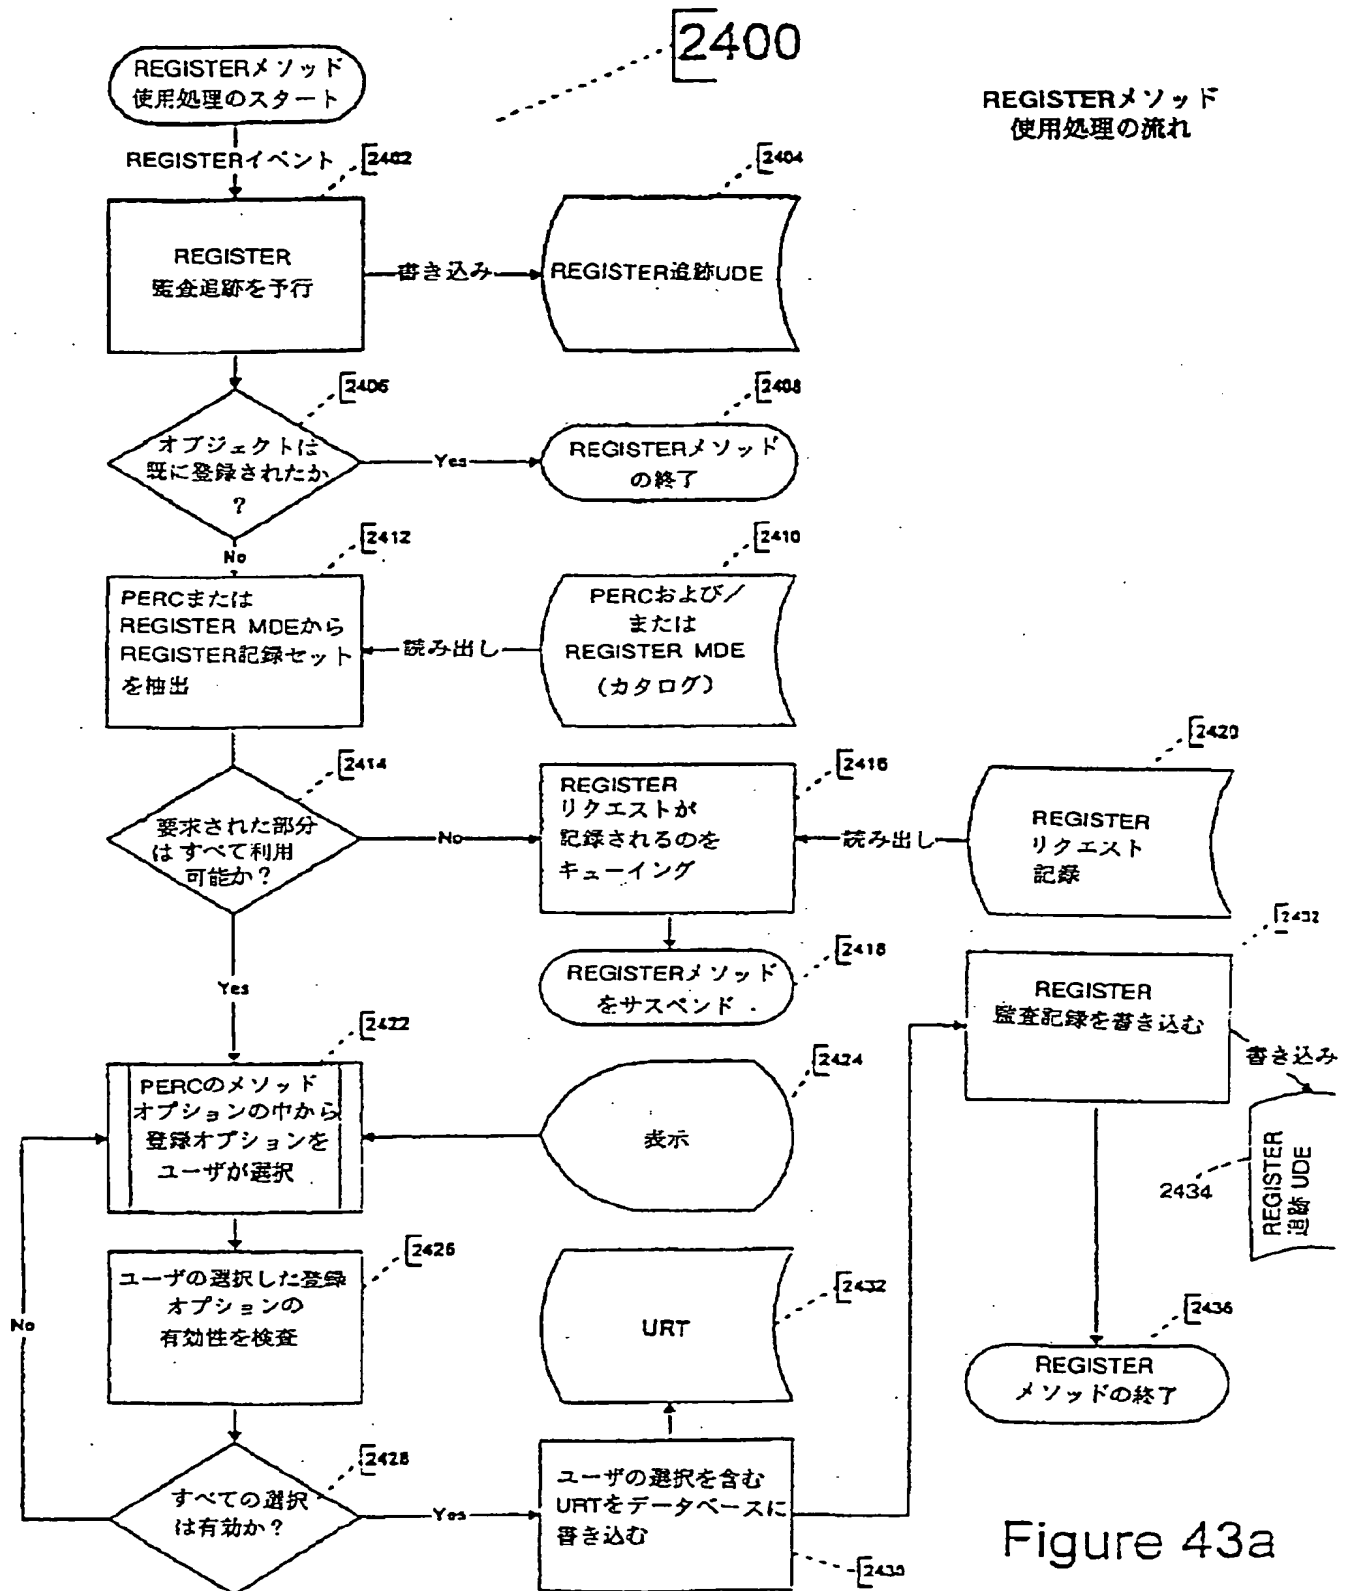 2400
REGISTERメソッド
使用処理の流れ
REGISTERメソッド
使用処理のスタート
REGISTERイベント
2402
REGISTER
監査追跡を予行
書き込み
2404
REGISTER追跡UDE
2406
オブジェクトは
既に登録されたか
?
Yes
2408
REGISTERメソッド
の終了
No
2412
PERCまたは
REGISTER MDEから
REGISTER記録セット
を抽出
読み出し
2410
PERCおよび/
または
REGISTER MDE
(カタログ)
2414
要求された部分
は すべて利用
可能か?
No
2416
REGISTER
リクエストが
記録されるのを
キューイング
読み出し
2420
REGISTER
リクエスト
記録
2418
REGISTERメソッド
をサスペンド
Yes
2422
PERCのメソッド
オプションの中から
登録オプションを
ユーザが選択
2424
表示
2426
ユーザの選択した登録
オプションの
有効性を検査
No
2428
すべての選択
は有効か?
Yes
2430
ユーザの選択を含む
URTをデータベースに
書き込む
2432
URT
2432
REGISTER
監査記録を書き込む
書き込み
2434
REGISTER
追跡 UDE
2436
REGISTER
メソッドの終了
Figure 43a